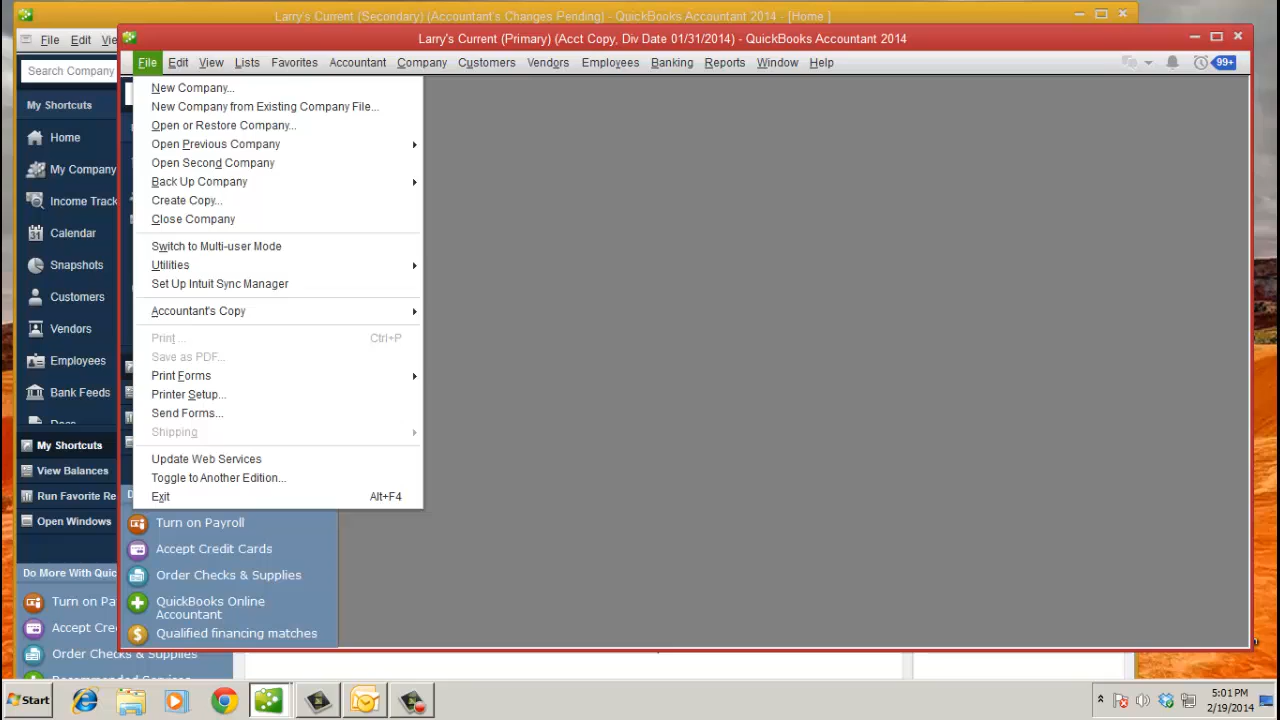 Larry's Current (Secondary) (Accountant's Changes Pending) - QuickBooks Accountant 2014 - [Home ]
File Edit
Larry's Current (Primary) (Acct Copy, Div Date 01/31/2014) - QuickBooks Accountant 2014
File Edit View Lists Favorites Accountant Company Customers Vendors Employees Banking Reports Window Help
99+
Search Company
My Shortcuts
Home
My Company
Income Track
Calendar
Snapshots
Customers
Vendors
Employees
Bank Feeds
My Shortcuts
View Balances
Run Favorite Re
Open Windows
Do More With Quic
Turn on Pa
Accept Cre
Order Checks & Supplies
New Company...
New Company from Existing Company File...
Open or Restore Company...
Open Previous Company
Open Second Company
Back Up Company
Create Copy...
Close Company
Switch to Multi-user Mode
Utilities
Set Up Intuit Sync Manager
Accountant's Copy
Print ... Ctrl+P
Save as PDF...
Print Forms
Printer Setup...
Send Forms...
Shipping
Update Web Services
Toggle to Another Edition...
Exit Alt+F4
Turn on Payroll
Accept Credit Cards
Order Checks & Supplies
QuickBooks Online
Accountant
Qualified financing matches
Start
5:01 PM
2/19/2014